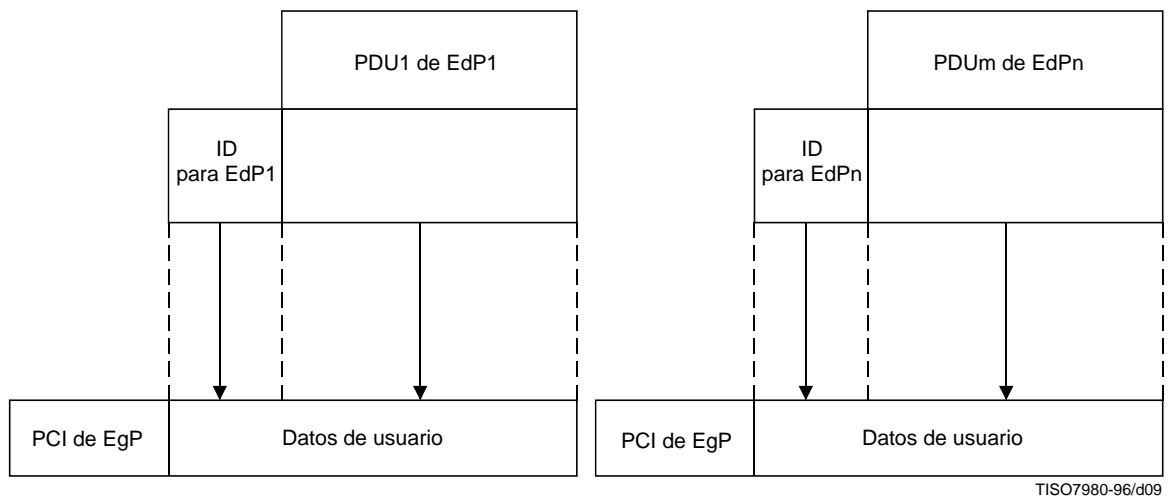 PDU1 de EdP1
PDUm de EdPn
ID
para EdP1
ID
para EdPn
PCI de EgP
Datos de usuario
PCI de EgP
Datos de usuario
TISO7980-96/d09